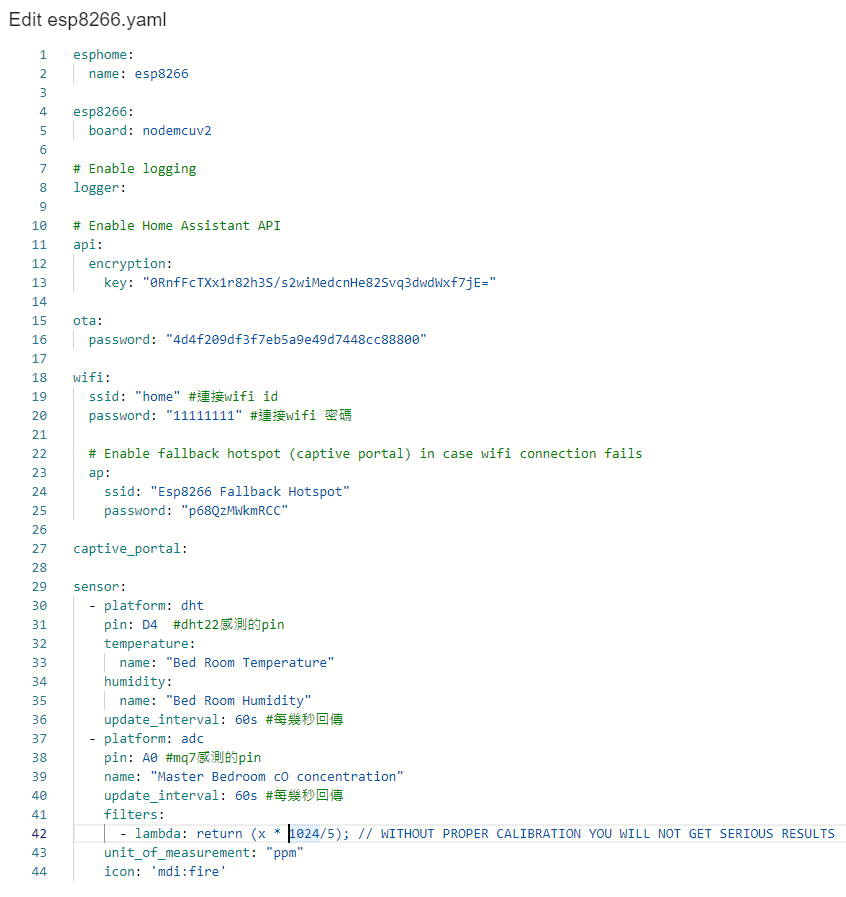 Edit esp8266.yaml
1 esphome:
2 name: esp8266
3
4 esp8266:
5 board: nodemcuv2
6
7 # Enable logging
8 logger:
9
10 # Enable Home Assistant API
11 api:
12 encryption:
13 key: "0RnfFcTXx1r82h3S/s2wiMedcnHe82Svq3dwdWxf7jE="
14
15 ota:
16 password: "4d4f209df3f7eb5a9e49d7448cc88800"
17
18 wifi:
19 ssid: "home" #連接wifi id
20 password: "11111111" #連接wifi 密碼
21
22 # Enable fallback hotspot (captive portal) in case wifi connection fails
23 ap:
24 ssid: "Esp8266 Fallback Hotspot"
25 password: "p68QzMWkmRCC"
26
27 captive_portal:
28
29 sensor:
30 - platform: dht
31 pin: D4  #dht22感測的pin
32 temperature:
33 name: "Bed Room Temperature"
34 humidity:
35 name: "Bed Room Humidity"
36 update_interval: 60s #每幾秒回傳
37 - platform: adc
38 pin: A0 #mq7感測的pin
39 name: "Master Bedroom cO concentration"
40 update_interval: 60s #每幾秒回傳
41 filters:
42 - lambda: return (x * 1024/5); // WITHOUT PROPER CALIBRATION YOU WILL NOT GET SERIOUS RESULTS
43 unit_of_measurement: "ppm"
44 icon: 'mdi:fire'